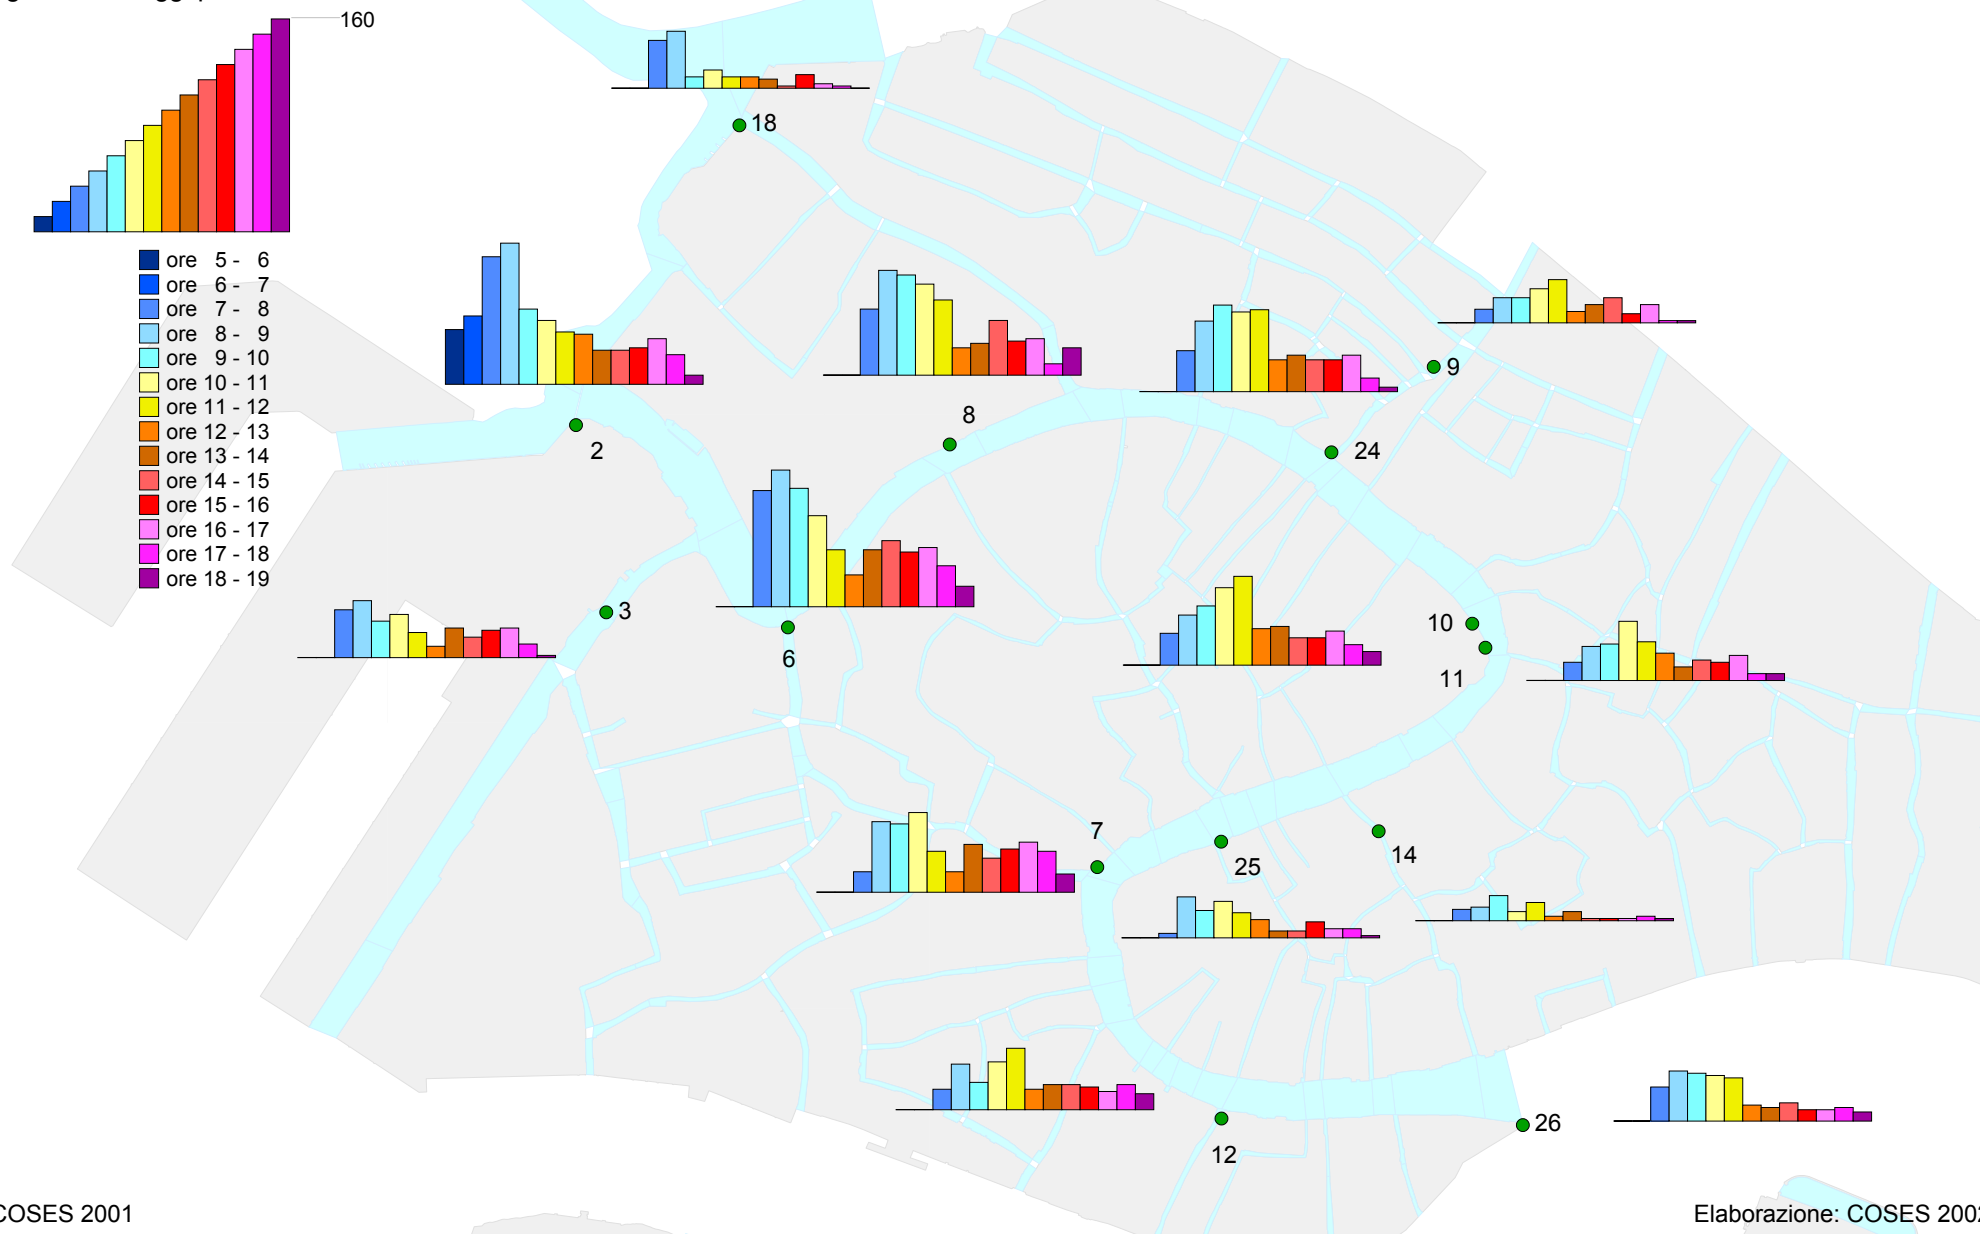 160
ore 5 - 6
ore 6 - 7
ore 7 - 8
ore 8 - 9
ore 9 - 10
ore 10 - 11
ore 11 - 12
ore 12 - 13
ore 13 - 14
ore 14 - 15
ore 15 - 16
ore 16 - 17
ore 17 - 18
ore 18 - 19
18
9
8
2
24
3
10
6
11
7
14
25
26
12
COSES 2001
Elaborazione: COSES 2002